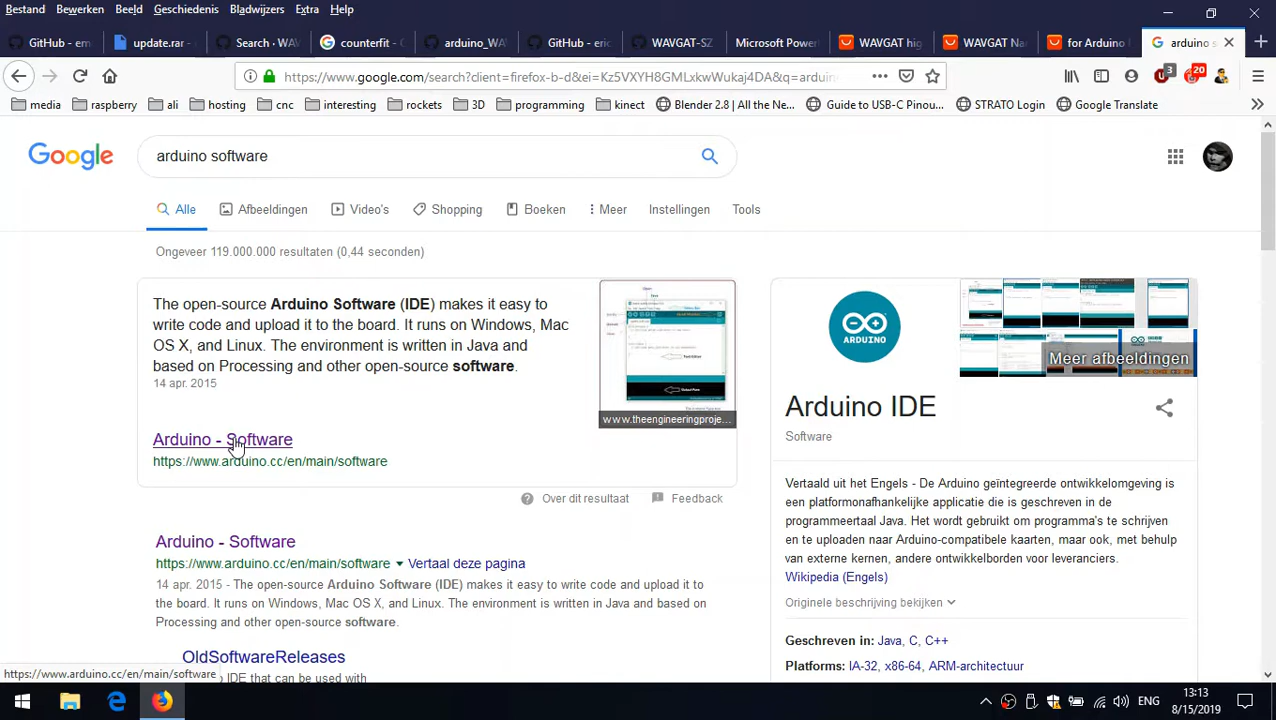 Bestand Bewerken Beeld Geschiedenis Bladwijzers Extra Help
GitHub - em
update.rar -
Search · WAV
counterfit - G
arduino_WA
GitHub - eric
WAVGAT-SZ
Microsoft Power
WAVGAT hig
WAVGAT Na
for Arduino
arduino s
https://www.google.com/search?client=firefox-b-d&ei=Kz5VXYH8GMLxkwWukaj4DA&q=arduin
3
20
media raspberry ali hosting cnc interesting rockets 3D programming kinect Blender 2.8 | All the Ne... Guide to USB-C Pinou... STRATO Login Google Translate
Google
arduino software
Alle Afbeeldingen Video's Shopping Boeken Meer Instellingen Tools
Ongeveer 119.000.000 resultaten (0,44 seconden)
The open-source Arduino Software (IDE) makes it easy to
write code and upload it to the board. It runs on Windows, Mac
OS X, and Linux. The environment is written in Java and
based on Processing and other open-source software.
14 apr. 2015
www.theengineeringproje...
Arduino - Software
https://www.arduino.cc/en/main/software
Over dit resultaat Feedback
Arduino - Software
https://www.arduino.cc/en/main/software Vertaal deze pagina
14 apr. 2015 - The open-source Arduino Software (IDE) makes it easy to write code and upload it to
the board. It runs on Windows, Mac OS X, and Linux. The environment is written in Java and based on
Processing and other open-source software.
OldSoftwareReleases
IDE that can be used with
ARDUINO
Meer afbeeldingen
Arduino IDE
Software
Vertaald uit het Engels - De Arduino geïntegreerde ontwikkelomgeving is
een platformonafhankelijke applicatie die is geschreven in de
programmeertaal Java. Het wordt gebruikt om programma's te schrijven
en te uploaden naar Arduino-compatibele kaarten, maar ook, met behulp
van externe kernen, andere ontwikkelborden voor leveranciers.
Wikipedia (Engels)
Originele beschrijving bekijken
Geschreven in: Java, C, C++
Platforms: IA-32, x86-64, ARM-architectuur
https://www.arduino.cc/en/main/software
ENG
13:13
8/15/2019